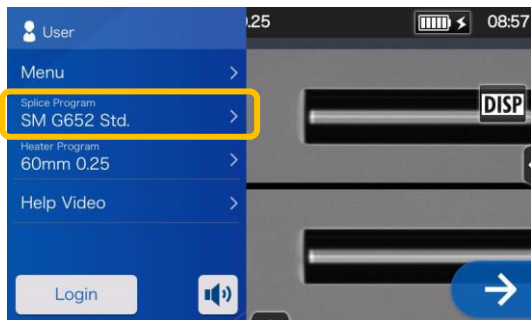 User
.25
08:57
Menu
Splice Program
SM G652 Std.
DISP
Heater Program
60mm 0.25
Help Video
Login